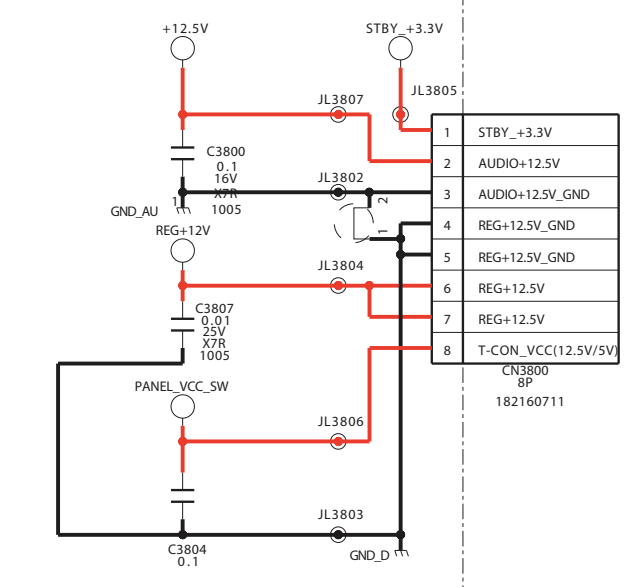 +12.5V
STBY_+3.3V
JL3805
JL3807
1 STBY_+3.3V
C3800
0.1
16V
X7R
1005
2 AUDIO+12.5V
JL3802
1
2
3 AUDIO+12.5V_GND
GND_AU
REG+12V
1
4 REG+12.5V_GND
5 REG+12.5V_GND
JL3804
6 REG+12.5V
C3807
0.01
25V
X7R
1005
7 REG+12.5V
8 T-CON_VCC(12.5V/5V)
CN3800
8P
182160711
PANEL_VCC_SW
JL3806
JL3803
C3804
0.1
GND_D